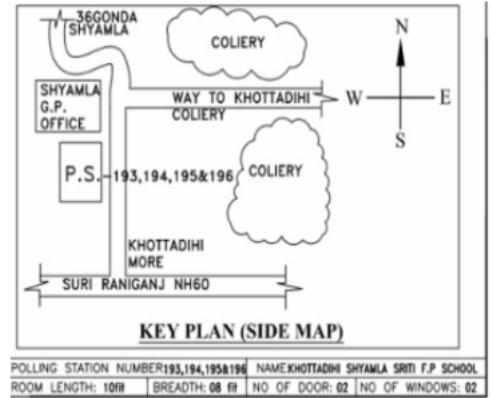 36GONDA
SHYAMLA
COLIERY
N
SHYAMLA
G.P.
OFFICE
WAY TO KHOTTADIHI
COLIERY
W
E
S
P.S.-193,194,195&196
COLIERY
KHOTTADIHI
MORE
SURI RANIGANJ NH60
KEY PLAN (SIDE MAP)
POLLING STATION NUMBER193,194,195&196 NAME:KHOTTADIHI SHYAMLA SRITI F.P SCHOOL
ROOM LENGTH: 10fit BREADTH: 08 fit NO OF DOOR: 02 NO OF WINDOWS: 02